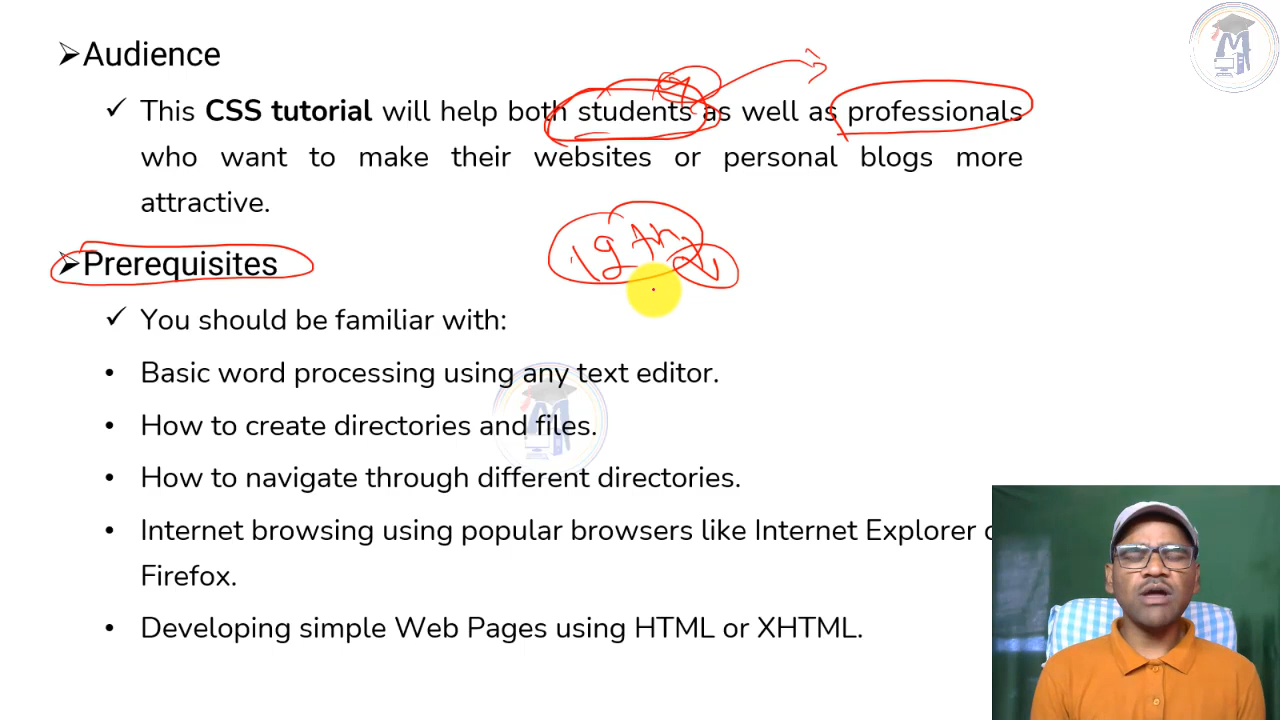 ➢Audience
✓ This CSS tutorial will help both students as well as professionals
who want to make their websites or personal blogs more
attractive.
➢Prerequisites
✓ You should be familiar with:
• Basic word processing using any text editor.
• How to create directories and files.
• How to navigate through different directories.
• Internet browsing using popular browsers like Internet Explorer
Firefox.
• Developing simple Web Pages using HTML or XHTML.